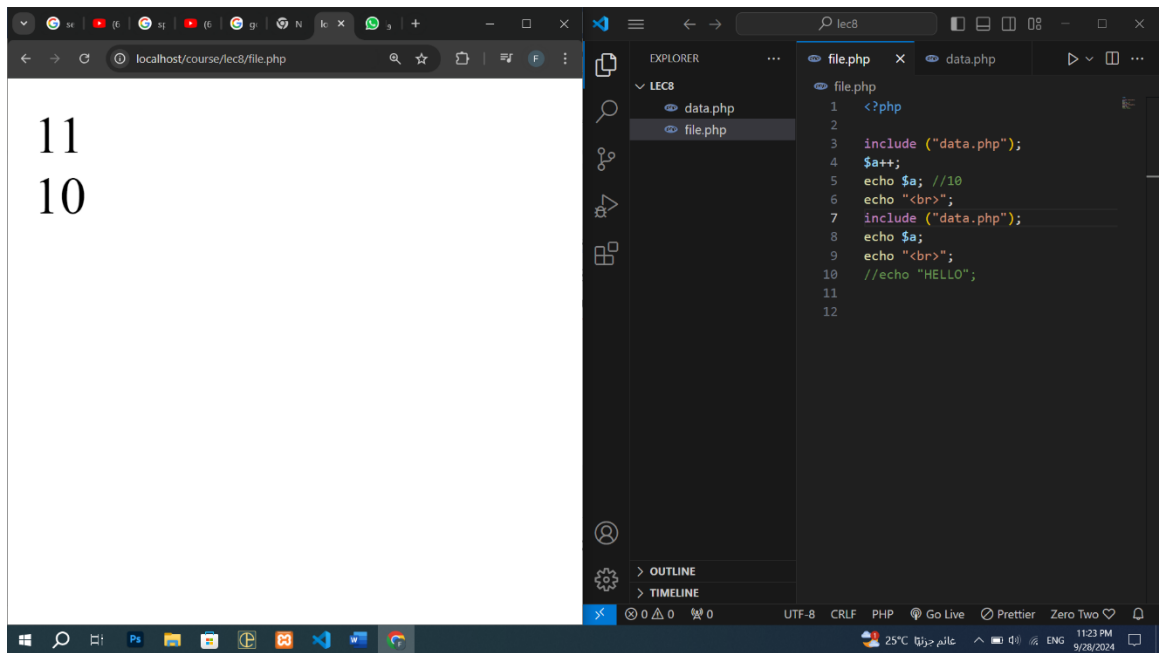 localhost/course/lec8/file.php
11
10
lec8
EXPLORER
LEC8
data.php
file.php
OUTLINE
TIMELINE
file.php
data.php
file.php
1 <?php
2
3 include ("data.php");
4 $a++;
5 echo $a; //10
6 echo "<br>";
7 include ("data.php");
8 echo $a;
9 echo "<br>";
10 //echo "HELLO";
11
12
0 0 0 UTF-8 CRLF PHP Go Live Prettier Zero Two
25°C غائم جزئيًا ENG 11:23 PM
9/28/2024